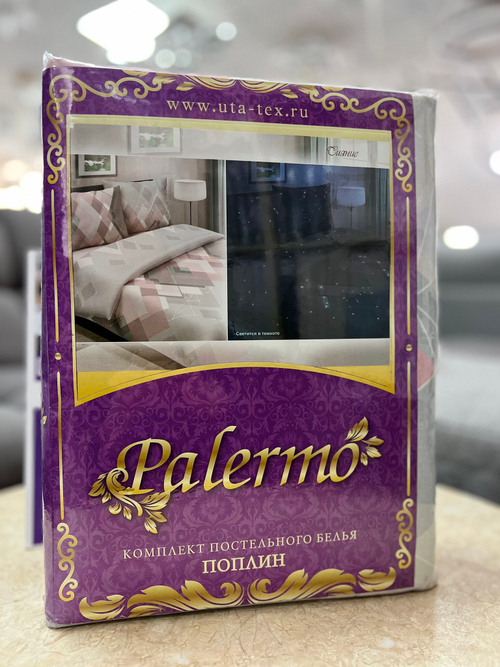 www.uta-tex.ru
Сияние
Светится в темноте
Palermo
КОМПЛЕКТ ПОСТЕЛЬНОГО БЕЛЬЯ
ПОПЛИН